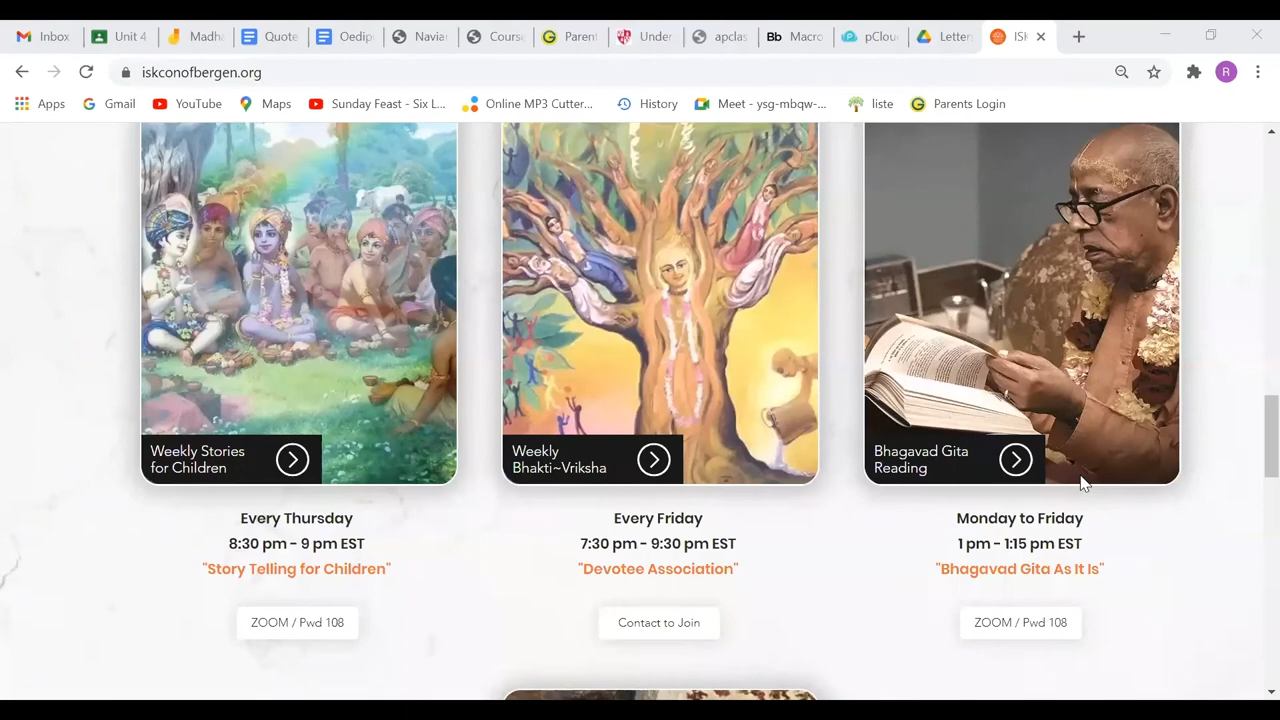 Inbox
Unit 4
Madha
Quote
Oedip
Navia
Cours
Paren
Under
apclas
Bb Macro
pClou
Letter
ISK
iskconofbergen.org
R
Apps
Gmail
YouTube
Maps
Sunday Feast - Six L...
Online MP3 Cutter...
History
Meet - ysg-mbqw-...
liste
Parents Login
Weekly Stories
for Children
Weekly
Bhakti~Vriksha
Bhagavad Gita
Reading
Every Thursday
8:30 pm - 9 pm EST
"Story Telling for Children"
ZOOM / Pwd 108
Every Friday
7:30 pm - 9:30 pm EST
"Devotee Association"
Contact to Join
Monday to Friday
1 pm - 1:15 pm EST
"Bhagavad Gita As It Is"
ZOOM / Pwd 108